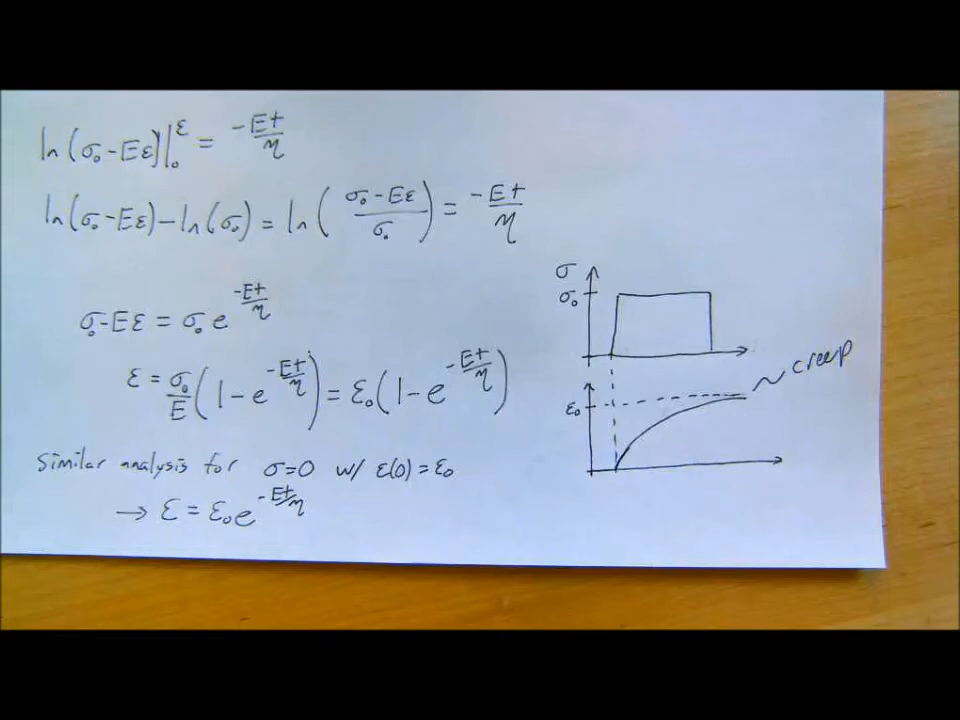 ln(σ₀-Eε)|₀^ε = -Et/η
ln(σ₀-Eε)-ln(σ₀) = ln((σ₀-Eε)/σ₀) = -Et/η
σ₀-Eε = σ₀ e^(-Et/η)
ε = σ₀/E (1-e^(-Et/η)) = ε₀(1-e^(-Et/η))
Similar analysis for σ=0 w/ ε(0)=ε₀
→ ε = ε₀e^(-Et/η)
σ
σ₀
creep
ε₀